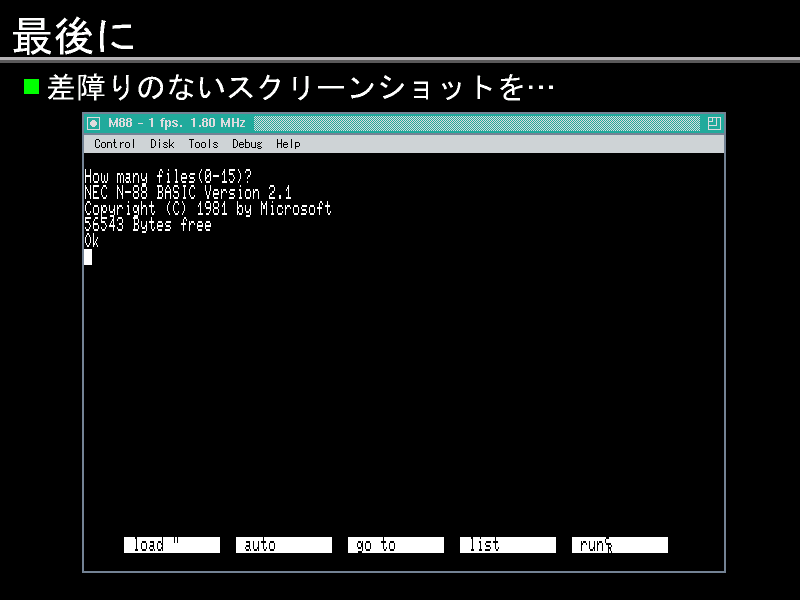 最後に
差障りのないスクリーンショットを…
M88 - 1 fps. 1.80 MHz
Control Disk Tools Debug Help
How many files(0-15)?
NEC N-88 BASIC Version 2.1
Copyright (C) 1981 by Microsoft
56543 Bytes free
Ok
load " auto go to list run␍